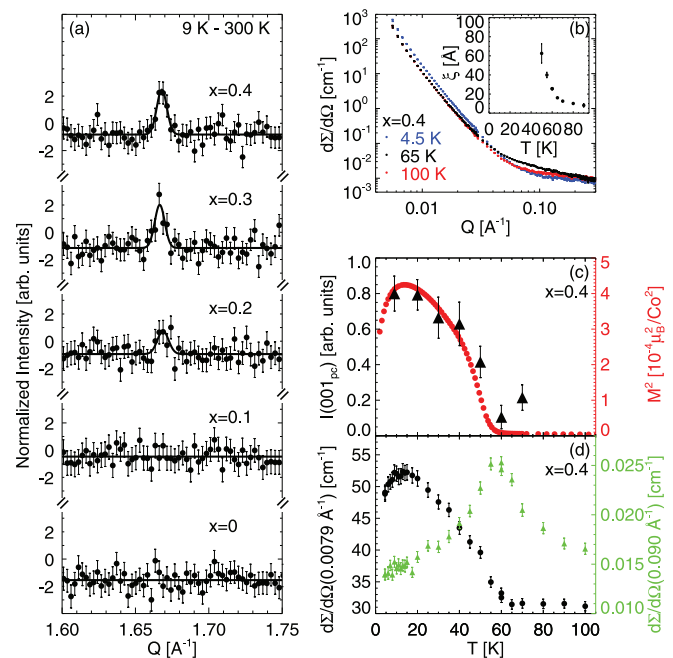 (a) 9 K - 300 K
x=0.4
2
0
-2
x=0.3
2
0
-2
x=0.2
2
0
-2
x=0.1
2
0
-2
x=0
2
0
-2
Normalized Intensity [arb. units]
1.60 1.65 1.70 1.75
Q [A⁻¹]
(b)
10³
10²
10¹
10⁰
10⁻¹
10⁻²
10⁻³
dΣ/dΩ [cm⁻¹]
x=0.4
4.5 K
65 K
100 K
0.01 0.10
Q [A⁻¹]
100
80
60
40
20
0
ξ [Å]
0 20 40 60 80
T [K]
(c)
x=0.4
1.0
0.8
0.6
0.4
0.2
0.0
I(001pc) [arb. units]
5
4
3
2
1
0
M² [10⁻⁴μB²/Co²]
(d)
x=0.4
55
50
45
40
35
30
dΣ/dΩ(0.0079 Å⁻¹) [cm⁻¹]
0.025
0.020
0.015
0.010
dΣ/dΩ(0.090 Å⁻¹) [cm⁻¹]
0 20 40 60 80 100
T [K]